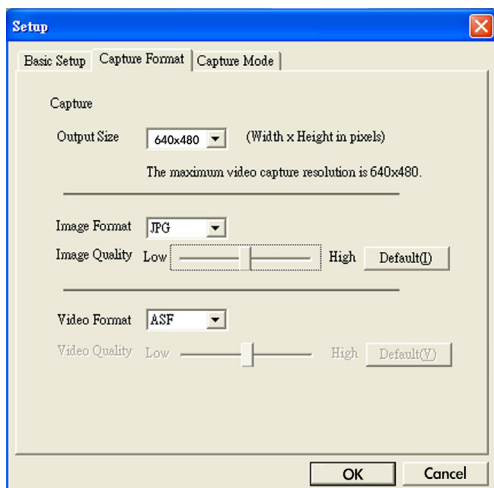 Setup
Basic Setup Capture Format Capture Mode
Capture
Output Size 640x480 (Width x Height in pixels)
The maximum video capture resolution is 640x480.
Image Format JPG
Image Quality Low High Default(I)
Video Format ASF
Video Quality Low High Default(V)
OK Cancel